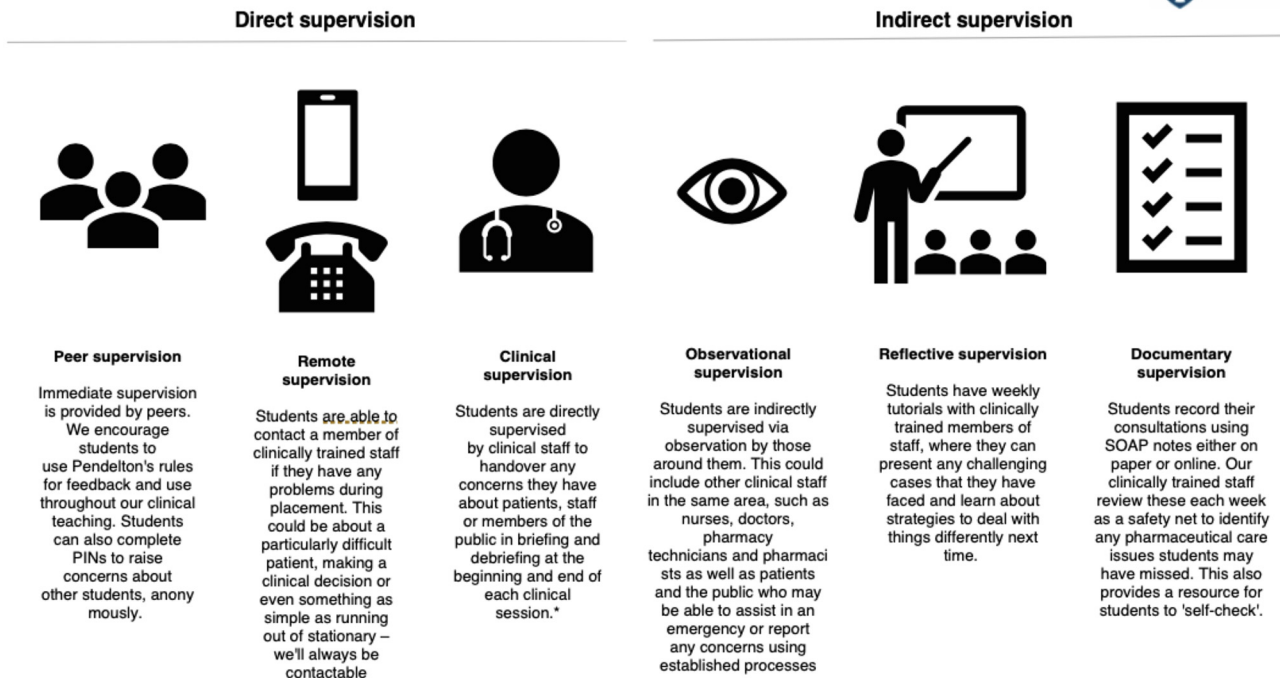 Direct supervision
Indirect supervision
Peer supervision
Immediate supervision
is provided by peers.
We encourage
students to
use Pendelton's rules
for feedback and use
throughout our clinical
teaching. Students
can also complete
PINs to raise
concerns about
other students, anony
mously.
Remote
supervision
Students are able to
contact a member of
clinically trained staff
if they have any
problems during
placement. This
could be about a
particularly difficult
patient, making a
clinical decision or
even something as
simple as running
out of stationary –
we'll always be
contactable
Clinical
supervision
Students are directly
supervised
by clinical staff to
handover any
concerns they have
about patients, staff
or members of the
public in briefing and
debriefing at the
beginning and end of
each clinical
session.*
Observational
supervision
Students are indirectly
supervised via
observation by those
around them. This could
include other clinical staff
in the same area, such as
nurses, doctors,
pharmacy
technicians and pharmaci
sts as well as patients
and the public who may
be able to assist in an
emergency or report
any concerns using
established processes
Reflective supervision
Students have weekly
tutorials with clinically
trained members of
staff, where they can
present any challenging
cases that they have
faced and learn about
strategies to deal with
things differently next
time.
Documentary
supervision
Students record their
consultations using
SOAP notes either on
paper or online. Our
clinically trained staff
review these each week
as a safety net to identify
any pharmaceutical care
issues students may
have missed. This also
provides a resource for
students to 'self-check'.